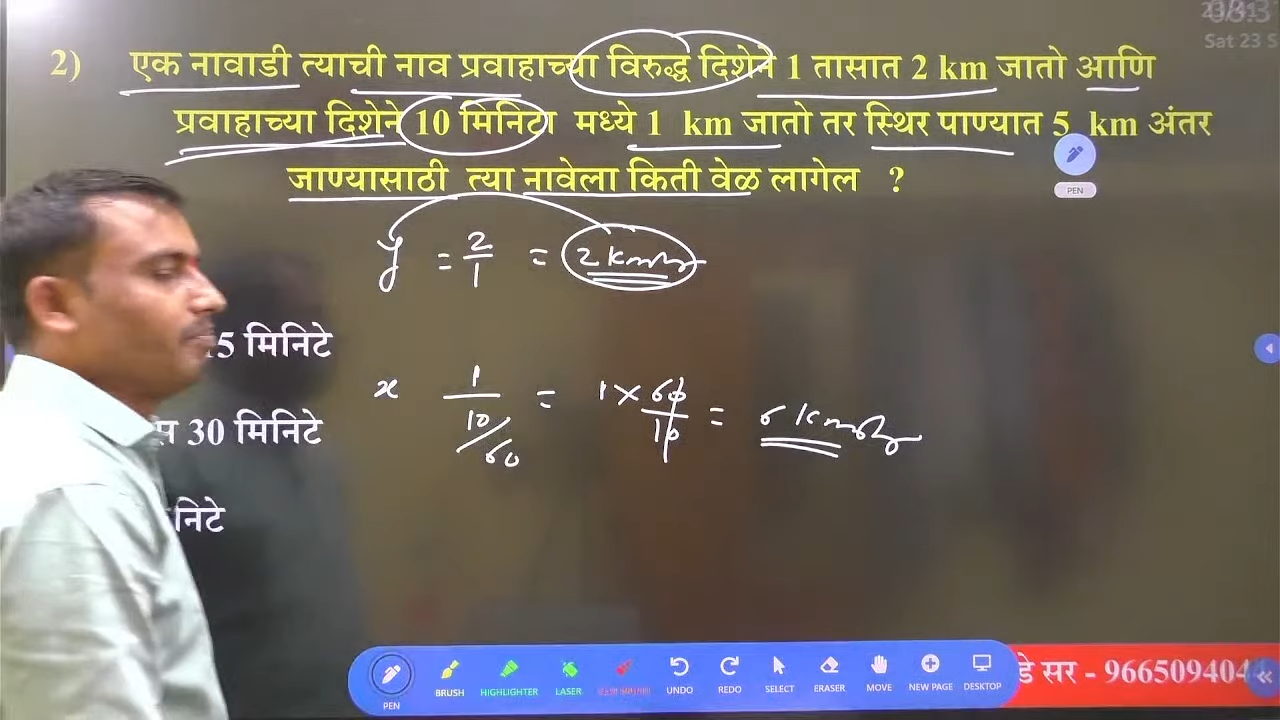 Sat 23 S
2) एक नावाडी त्याची नाव प्रवाहाच्या विरुद्ध दिशेने 1 तासात 2 km जातो आणि
प्रवाहाच्या दिशेने 10 मिनिटा मध्ये 1 km जातो तर स्थिर पाण्यात 5 km अंतर
जाण्यासाठी त्या नावेला किती वेळ लागेल ?
PEN
y = 2/1 = 2 km/h
15 मिनिटे
x 1/10/60 = 1 × 60/10 = 6 km/h
30 मिनिटे
निटे
PEN BRUSH HIGHLIGHTER LASER UNDO REDO SELECT ERASER MOVE NEW PAGE DESKTOP
डे सर - 966509404